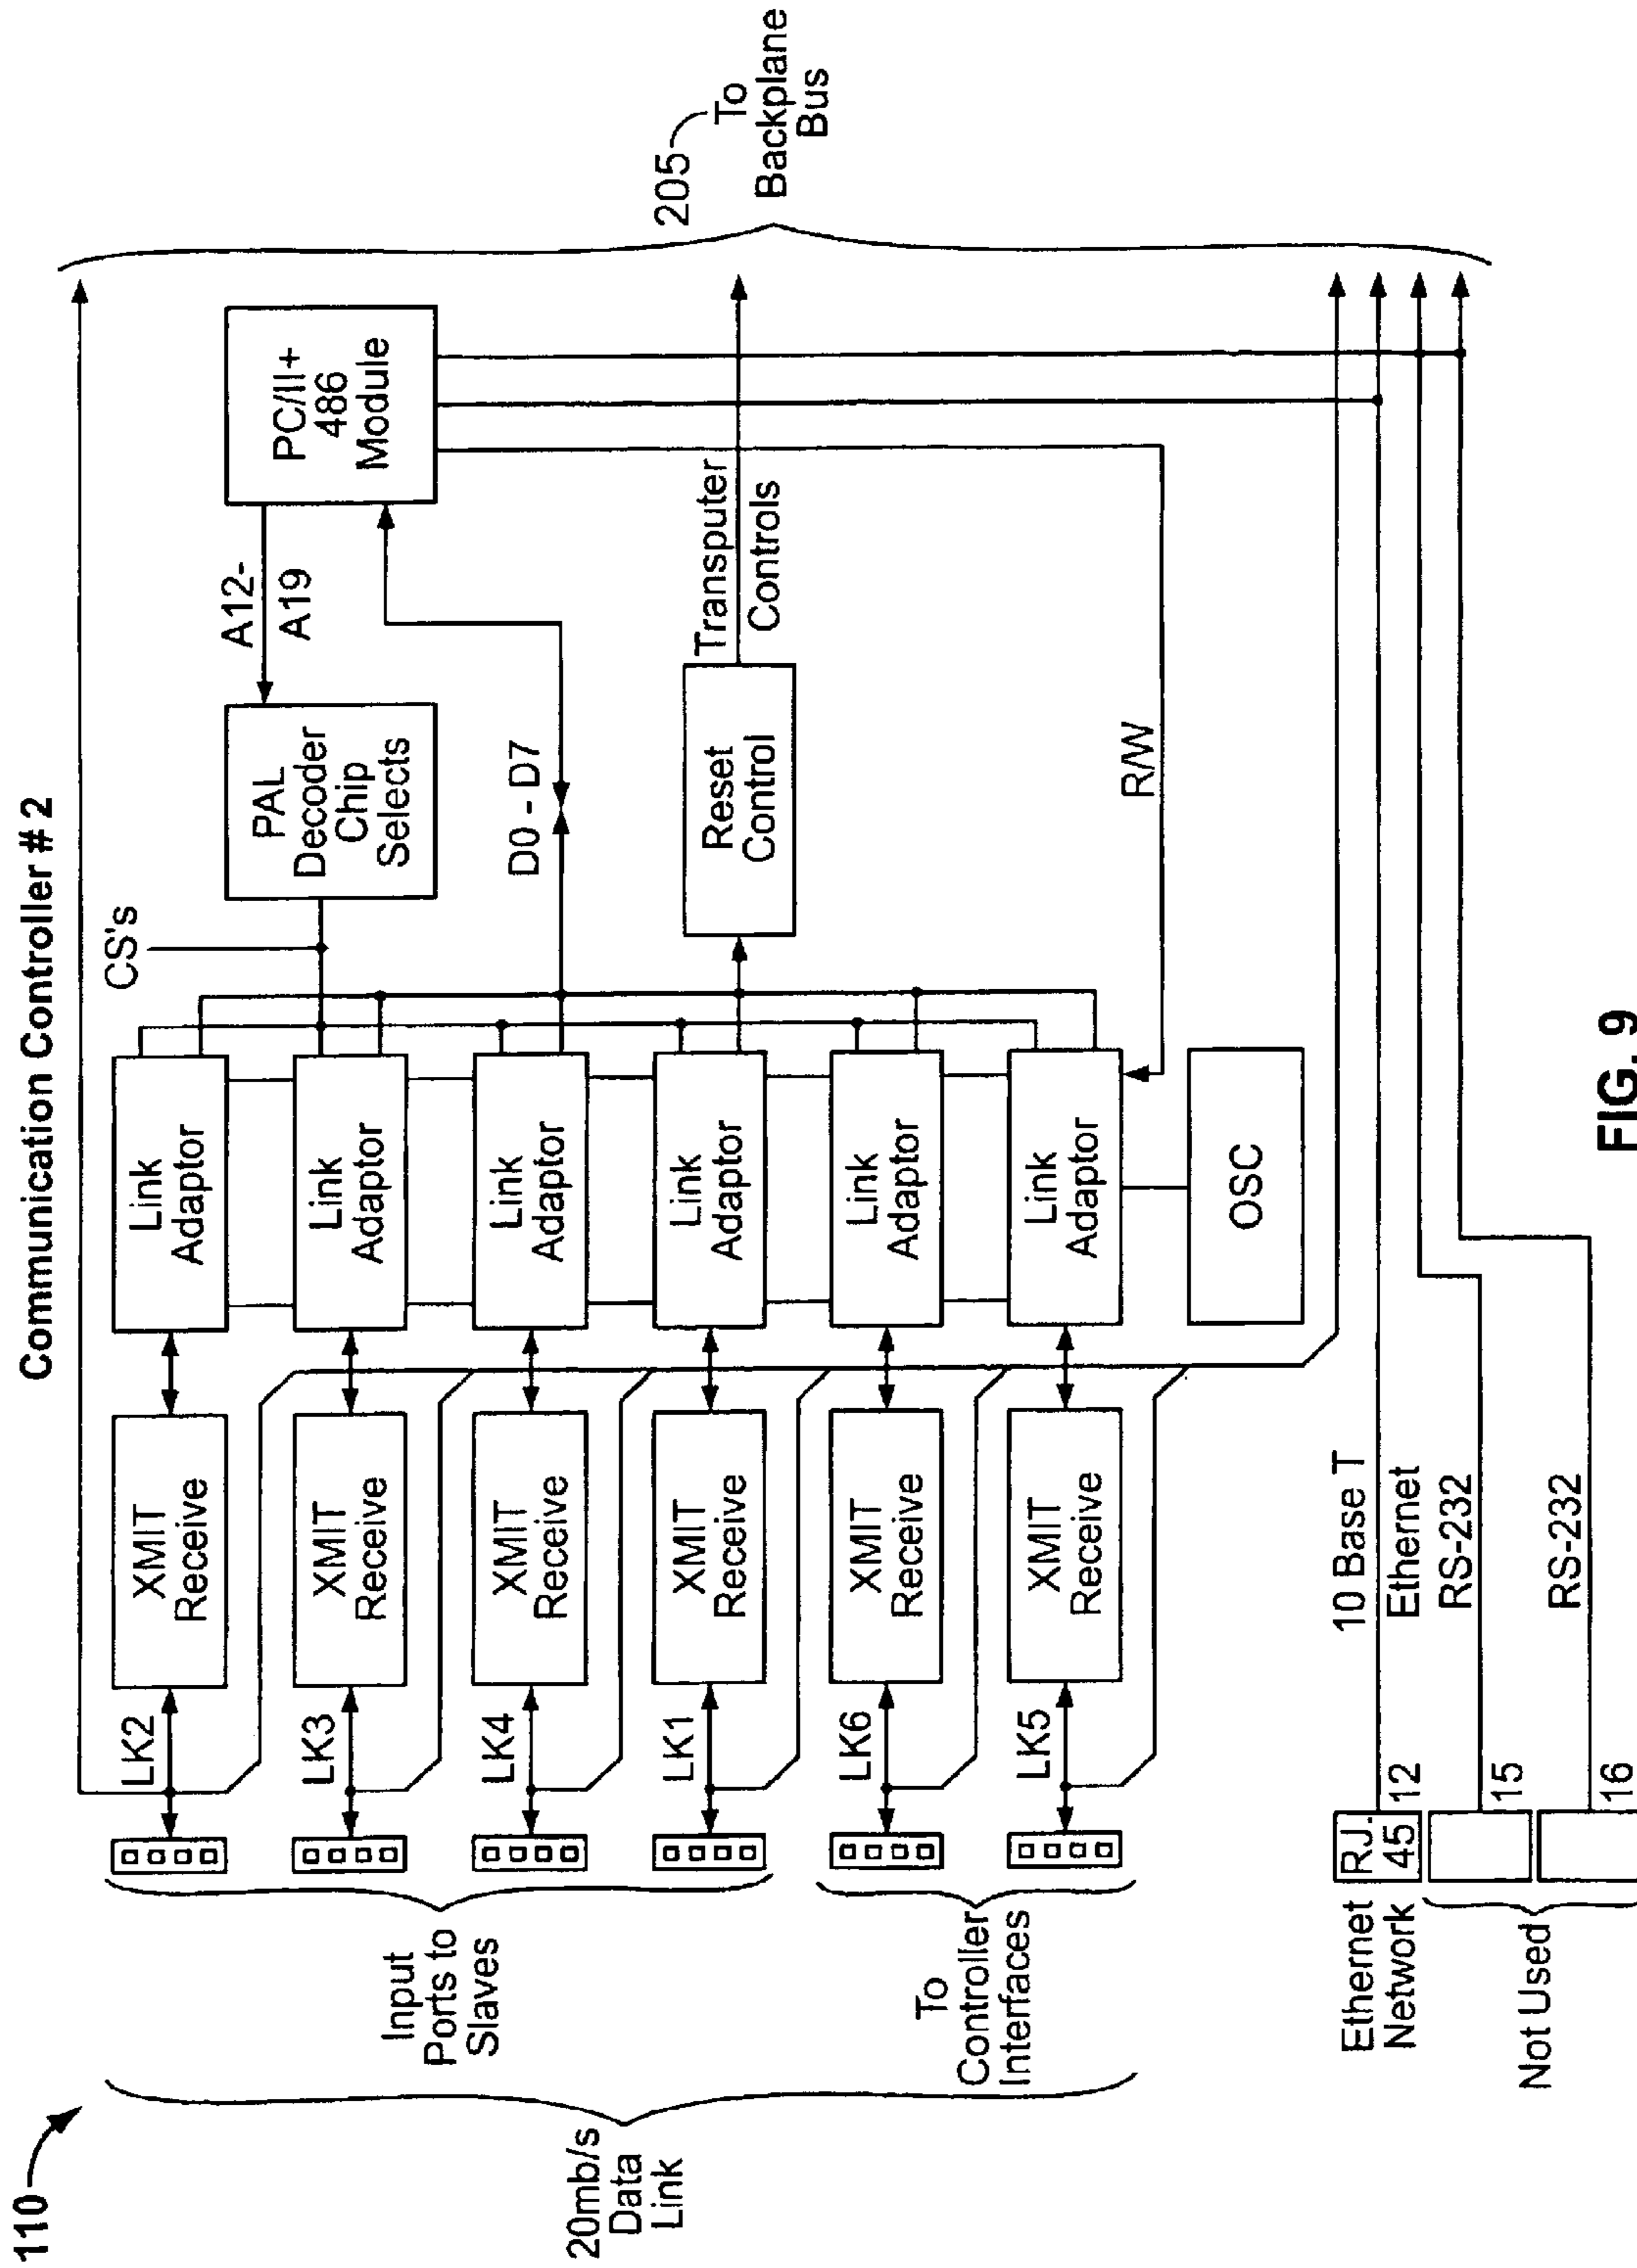 110
Communication Controller # 2
20mb/s
Data
Link
Input
Ports to
Slaves
To
Controller
Interfaces
LK2
LK3
LK4
LK1
LK6
LK5
XMIT
Receive
XMIT
Receive
XMIT
Receive
XMIT
Receive
XMIT
Receive
XMIT
Receive
Link
Adaptor
Link
Adaptor
Link
Adaptor
Link
Adaptor
Link
Adaptor
Link
Adaptor
OSC
CS's
PAL
Decoder
Chip
Selects
A12-
A19
PC/II+
486
Module
D0 - D7
Reset
Control
Transputer
Controls
R/W
205
To
Backplane
Bus
Ethernet
Network
RJ.
45
12
10 Base T
Ethernet
Not Used
15
RS-232
16
RS-232
FIG. 9